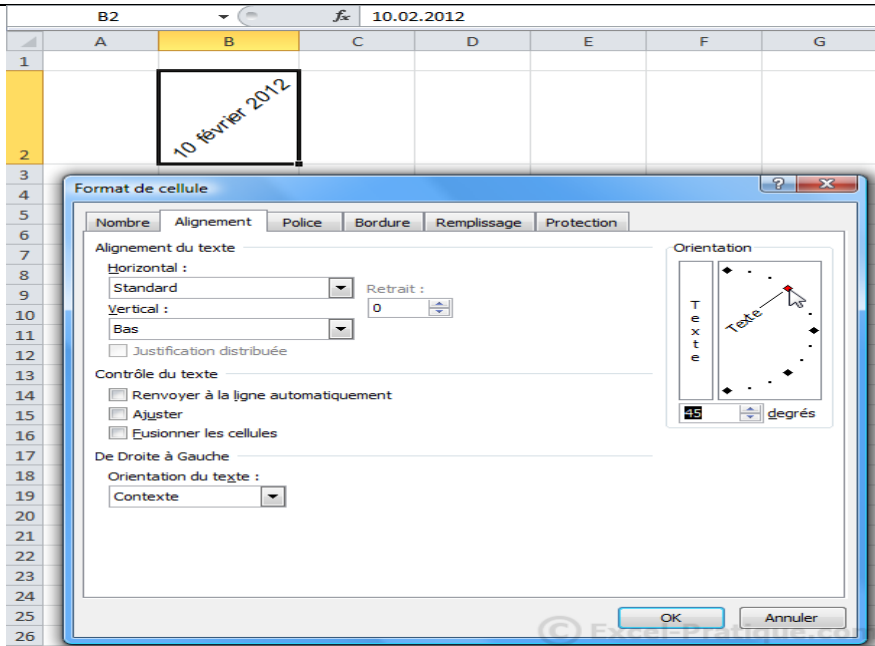 B2 fx 10.02.2012
A B C D E F G
1
10 février 2012
2
3
4
5
6
7
8
9
10
11
12
13
14
15
16
17
18
19
20
21
22
23
24
25
26
Format de cellule
Nombre Alignement Police Bordure Remplissage Protection
Alignement du texte
Horizontal :
Standard
Retrait :
Vertical :
0
Bas
Justification distribuée
Contrôle du texte
Renvoyer à la ligne automatiquement
Ajuster
Fusionner les cellules
De Droite à Gauche
Orientation du texte :
Contexte
Orientation
Texte
Texte
45 degrés
OK Annuler
© Excel-Pratique.com